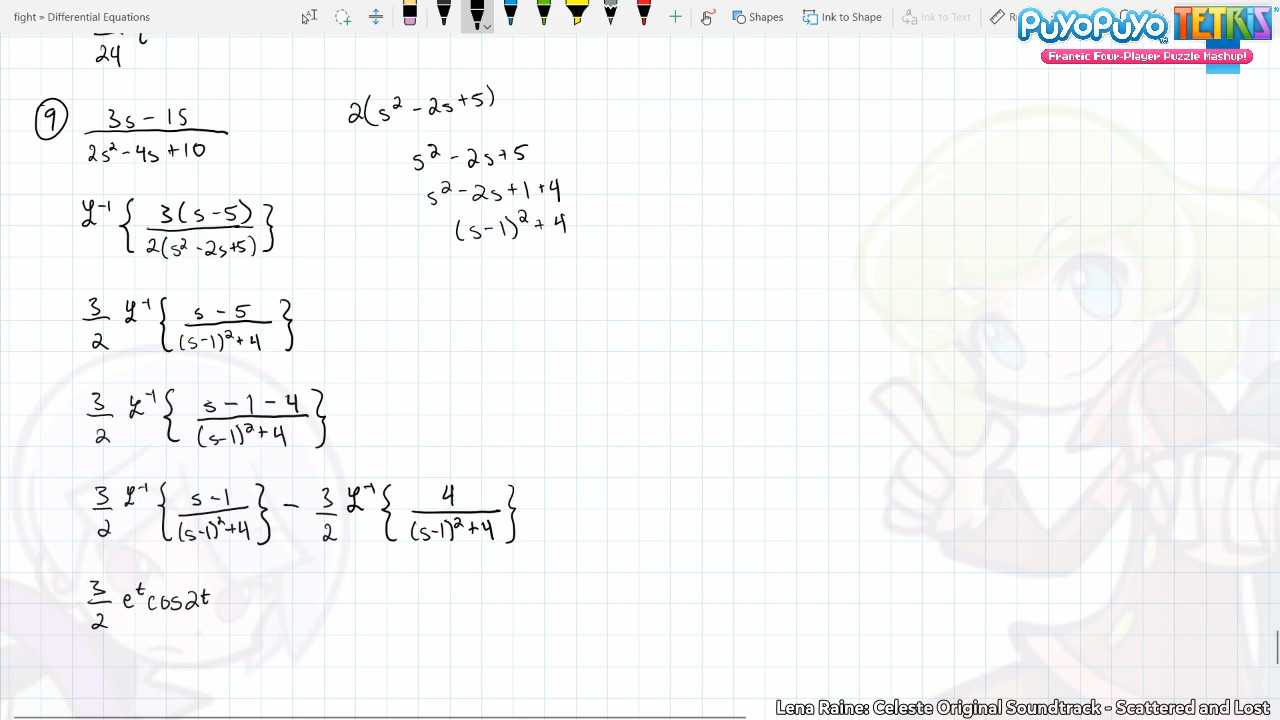 fight » Differential Equations
Shapes
Ink to Shape
Ink to Text
PuyoPuyo TETRIS
Frantic Four-Player Puzzle Mashup!
24
9
3s - 15
2s² - 4s + 10
2(s² - 2s + 5)
s² - 2s + 5
s² - 2s + 1 + 4
(s - 1)² + 4
ℒ⁻¹ { 3(s - 5) / 2(s² - 2s + 5) }
3/2 ℒ⁻¹ { s - 5 / (s-1)² + 4 }
3/2 ℒ⁻¹ { s - 1 - 4 / (s-1)² + 4 }
3/2 ℒ⁻¹ { s - 1 / (s-1)² + 4 } - 3/2 ℒ⁻¹ { 4 / (s-1)² + 4 }
3/2 eᵗ cos2t
Lena Raine: Celeste Original Soundtrack - Scattered and Lost